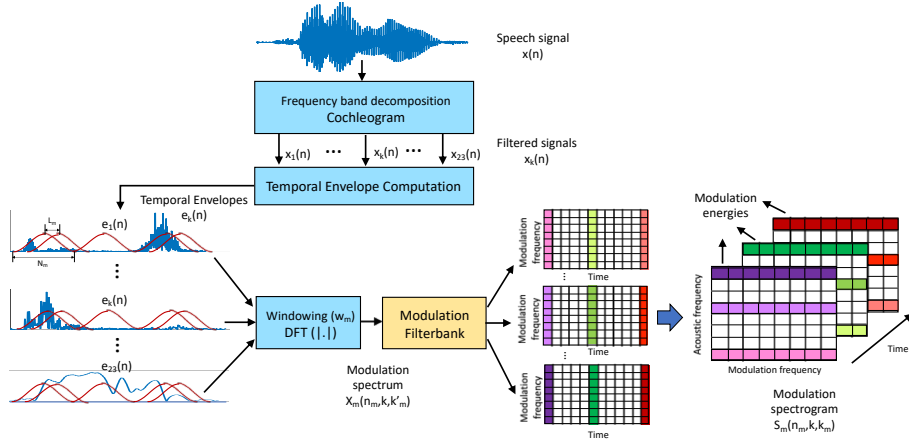 Speech signal
x(n)
Frequency band decomposition
Cochleogram
x1(n) ••• xk(n) ••• x23(n)
Filtered signals
xk(n)
Temporal Envelope Computation
Temporal Envelopes
ek(n)
e1(n)
Lm
Nm
⋮
ek(n)
⋮
e23(n)
Windowing (wm)
DFT (|.|)
Modulation
Filterbank
Modulation
spectrum
Xm(nm,k,k'm)
Modulation
frequency
Time
⋮
Modulation
frequency
Time
⋮
Modulation
frequency
Time
Modulation
energies
Acoustic frequency
Modulation frequency
Time
Modulation
spectrogram
Sm(nm,k,km)